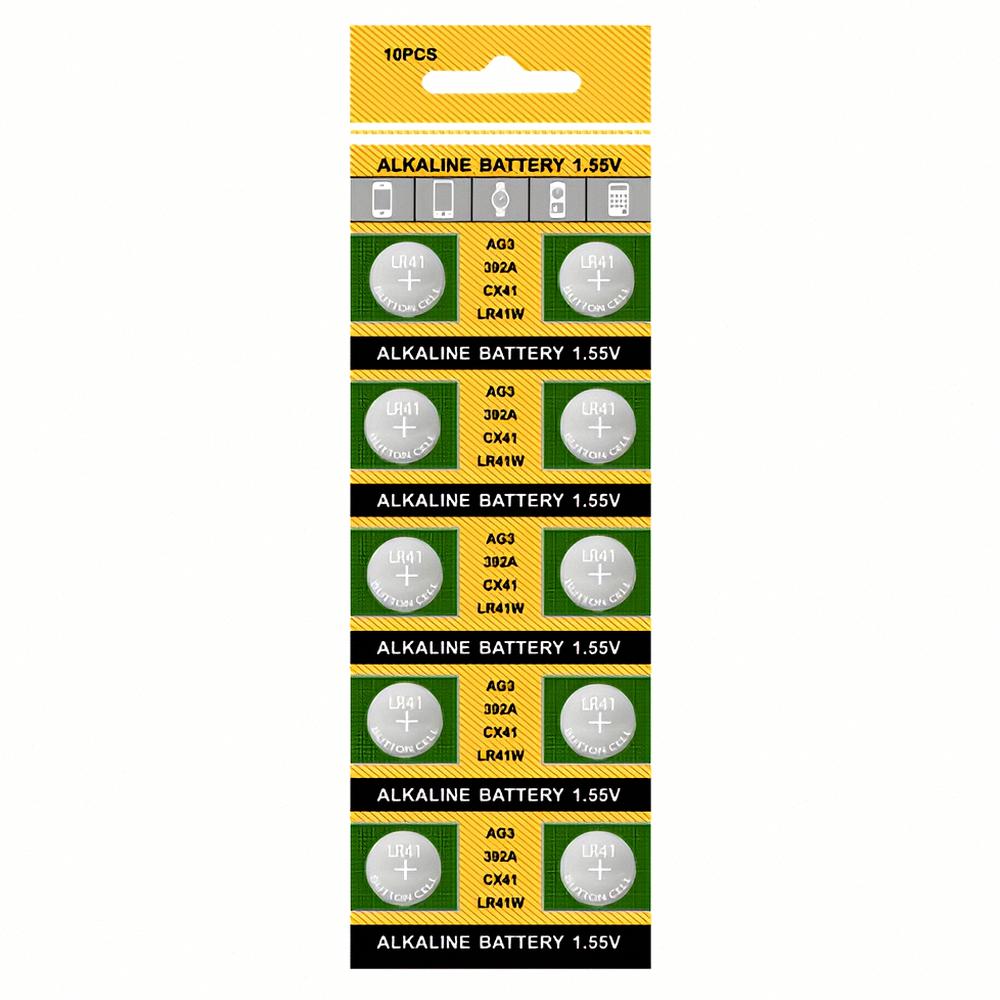 10PCS
ALKALINE BATTERY 1.55V
LR41
BUTTON CELL
AG3
392A
CX41
LR41W
LR41
BUTTON CELL
ALKALINE BATTERY 1.55V
LR41
BUTTON CELL
AG3
392A
CX41
LR41W
LR41
BUTTON CELL
ALKALINE BATTERY 1.55V
LR41
BUTTON CELL
AG3
392A
CX41
LR41W
LR41
BUTTON CELL
ALKALINE BATTERY 1.55V
LR41
BUTTON CELL
AG3
392A
CX41
LR41W
LR41
BUTTON CELL
ALKALINE BATTERY 1.55V
LR41
BUTTON CELL
AG3
392A
CX41
LR41W
LR41
BUTTON CELL
ALKALINE BATTERY 1.55V